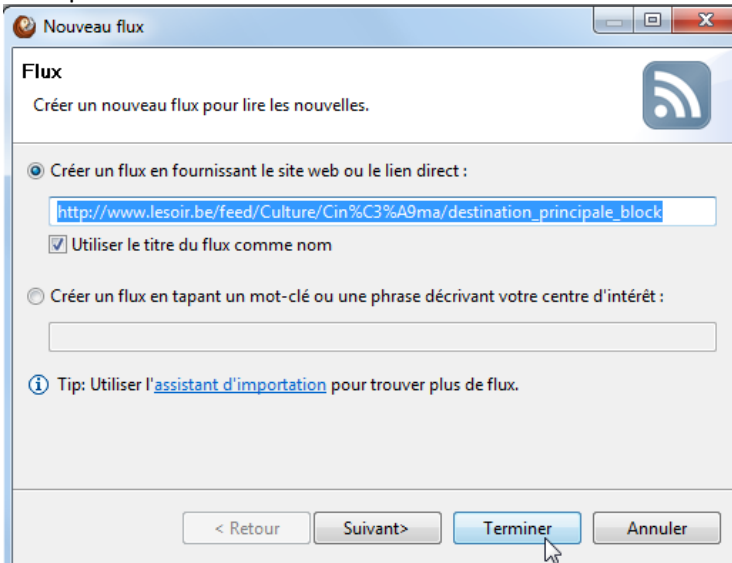 Nouveau flux
Flux
Créer un nouveau flux pour lire les nouvelles.
Créer un flux en fournissant le site web ou le lien direct :
http://www.lesoir.be/feed/Culture/Cin%C3%A9ma/destination_principale_block
Utiliser le titre du flux comme nom
Créer un flux en tapant un mot-clé ou une phrase décrivant votre centre d'intérêt :
Tip: Utiliser l'assistant d'importation pour trouver plus de flux.
< Retour Suivant> Terminer Annuler